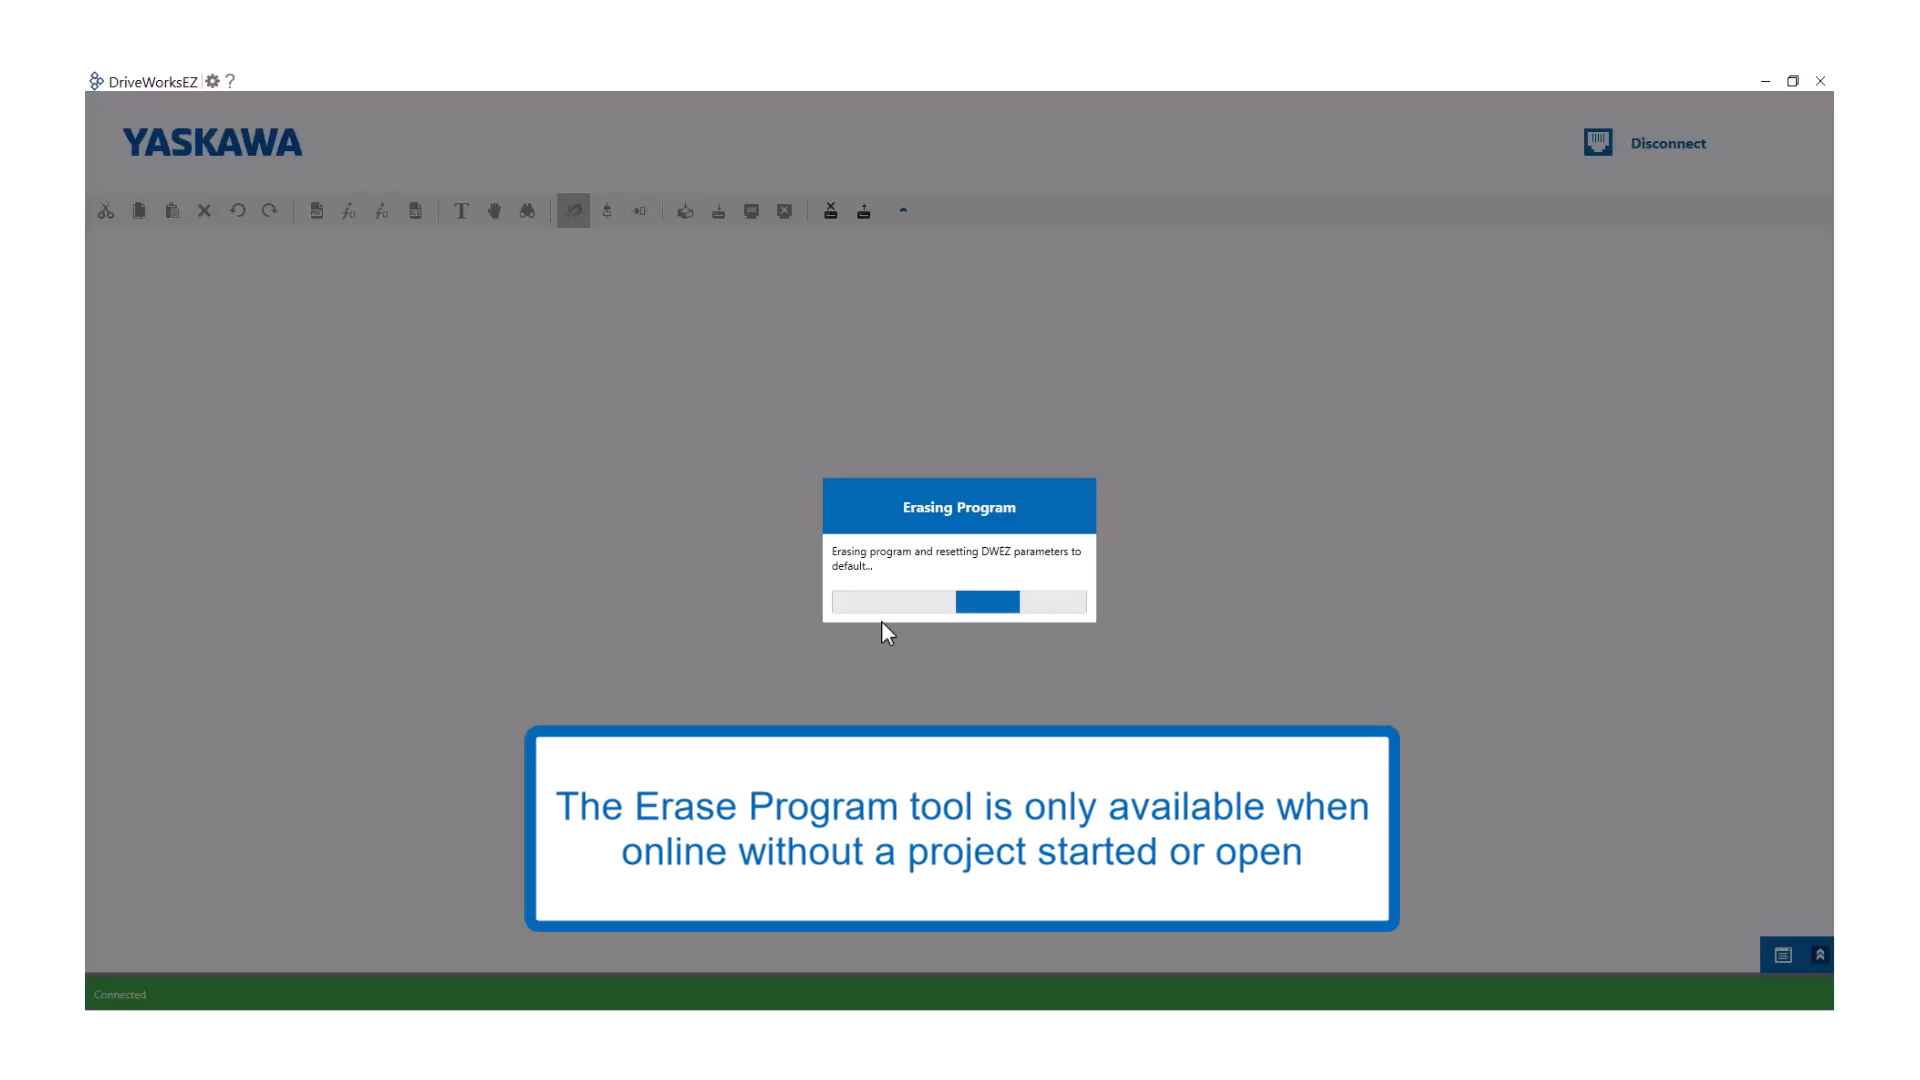 DriveWorksEZ ?
YASKAWA
Disconnect
T
Erasing Program
Erasing program and resetting DWEZ parameters to
default...
The Erase Program tool is only available when
online without a project started or open
Connected